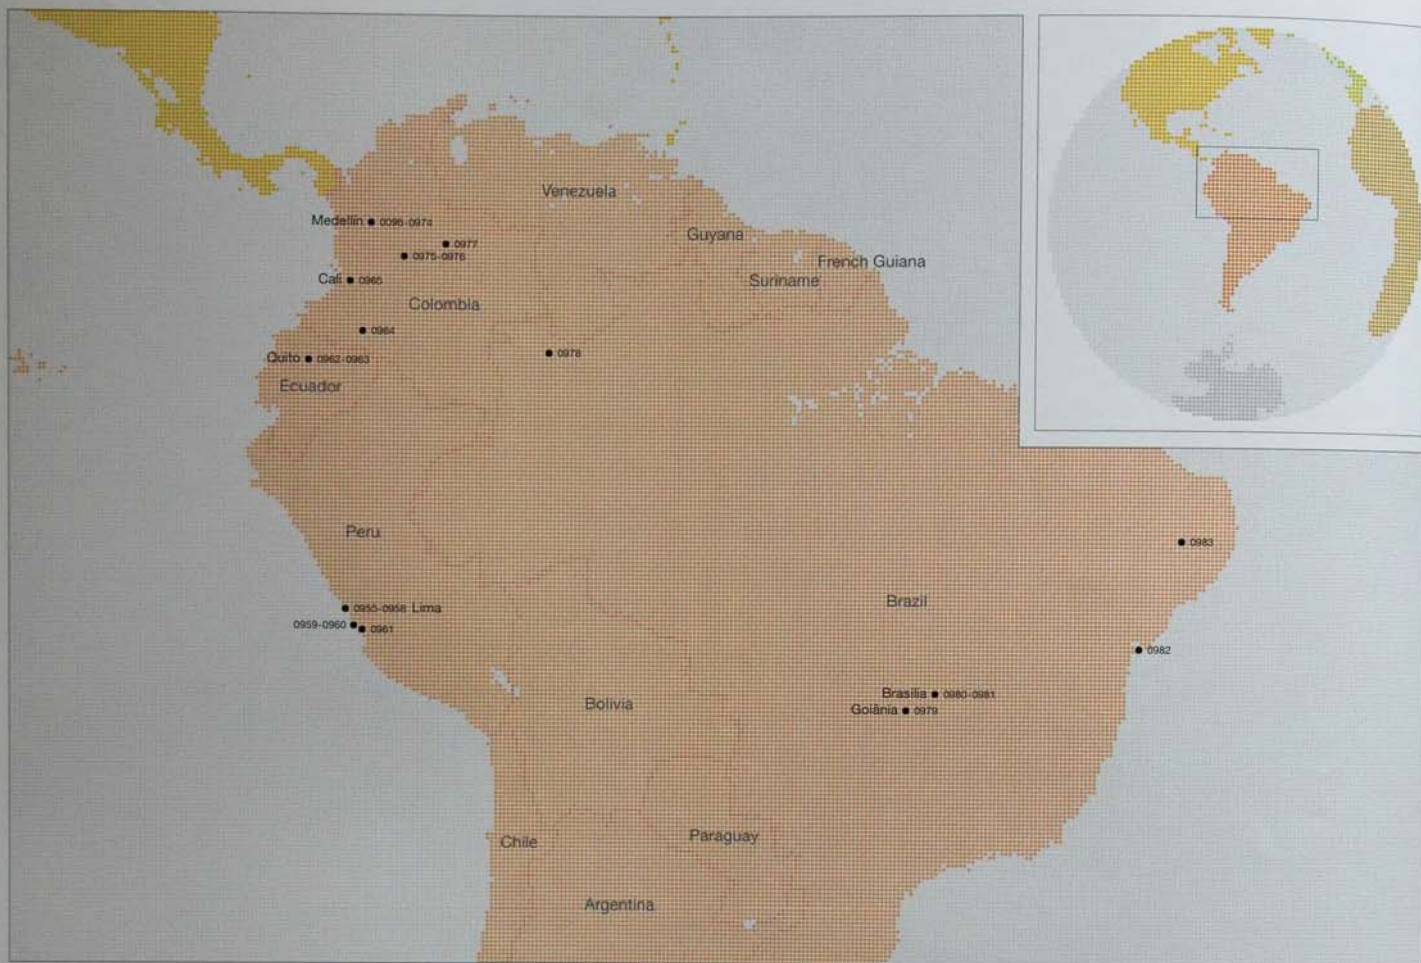 Venezuela
Medellín 0096-0974
Guyana
0977
0975-0976
French Guiana
Cali 0965
Suriname
Colombia
0964
0978
Quito 0962-0963
Ecuador
Peru
0983
Brazil
0955-0958 Lima
0959-0960
0961
0982
Brasília 0980-0981
Bolivia
Goiânia 0979
Paraguay
Chile
Argentina